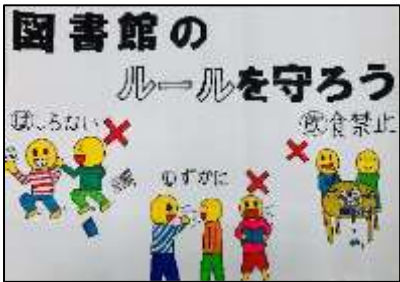 図書館の
ルールを守ろう
はしらない
しずかに
飲食禁止